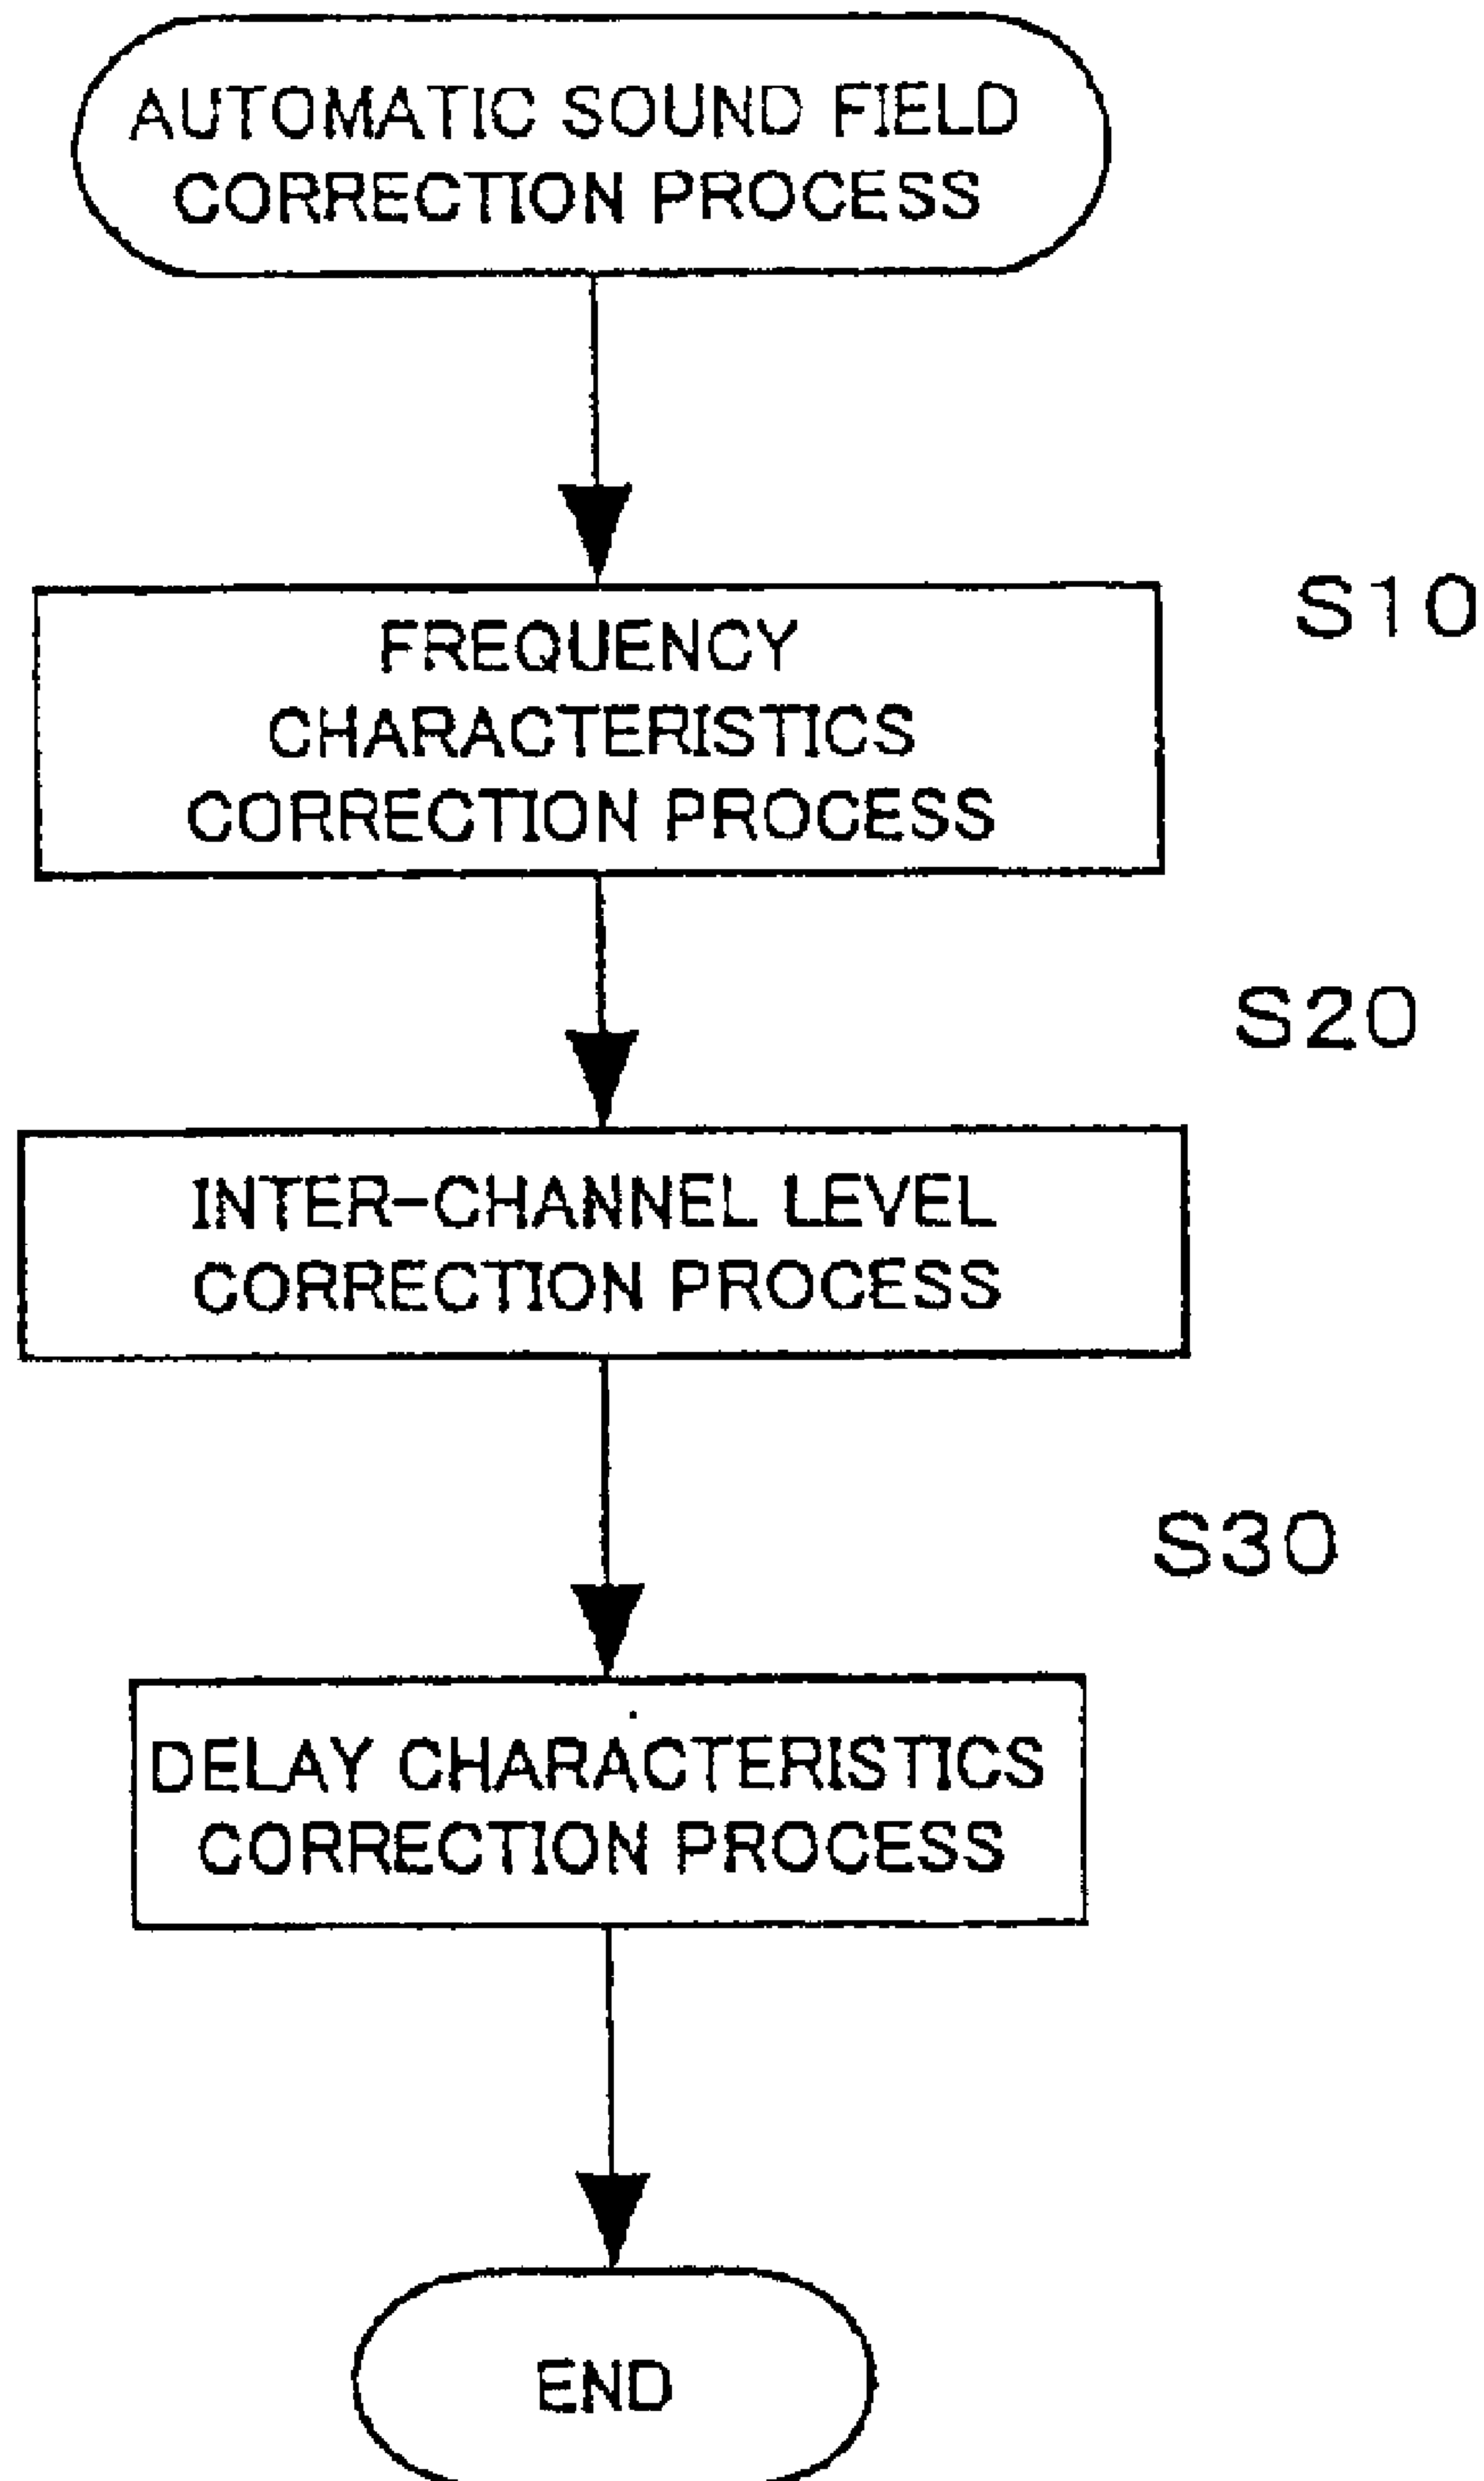 AUTOMATIC SOUND FIELD
CORRECTION PROCESS
S10
FREQUENCY
CHARACTERISTICS
CORRECTION PROCESS
S20
INTER-CHANNEL LEVEL
CORRECTION PROCESS
S30
DELAY CHARACTERISTICS
CORRECTION PROCESS
END